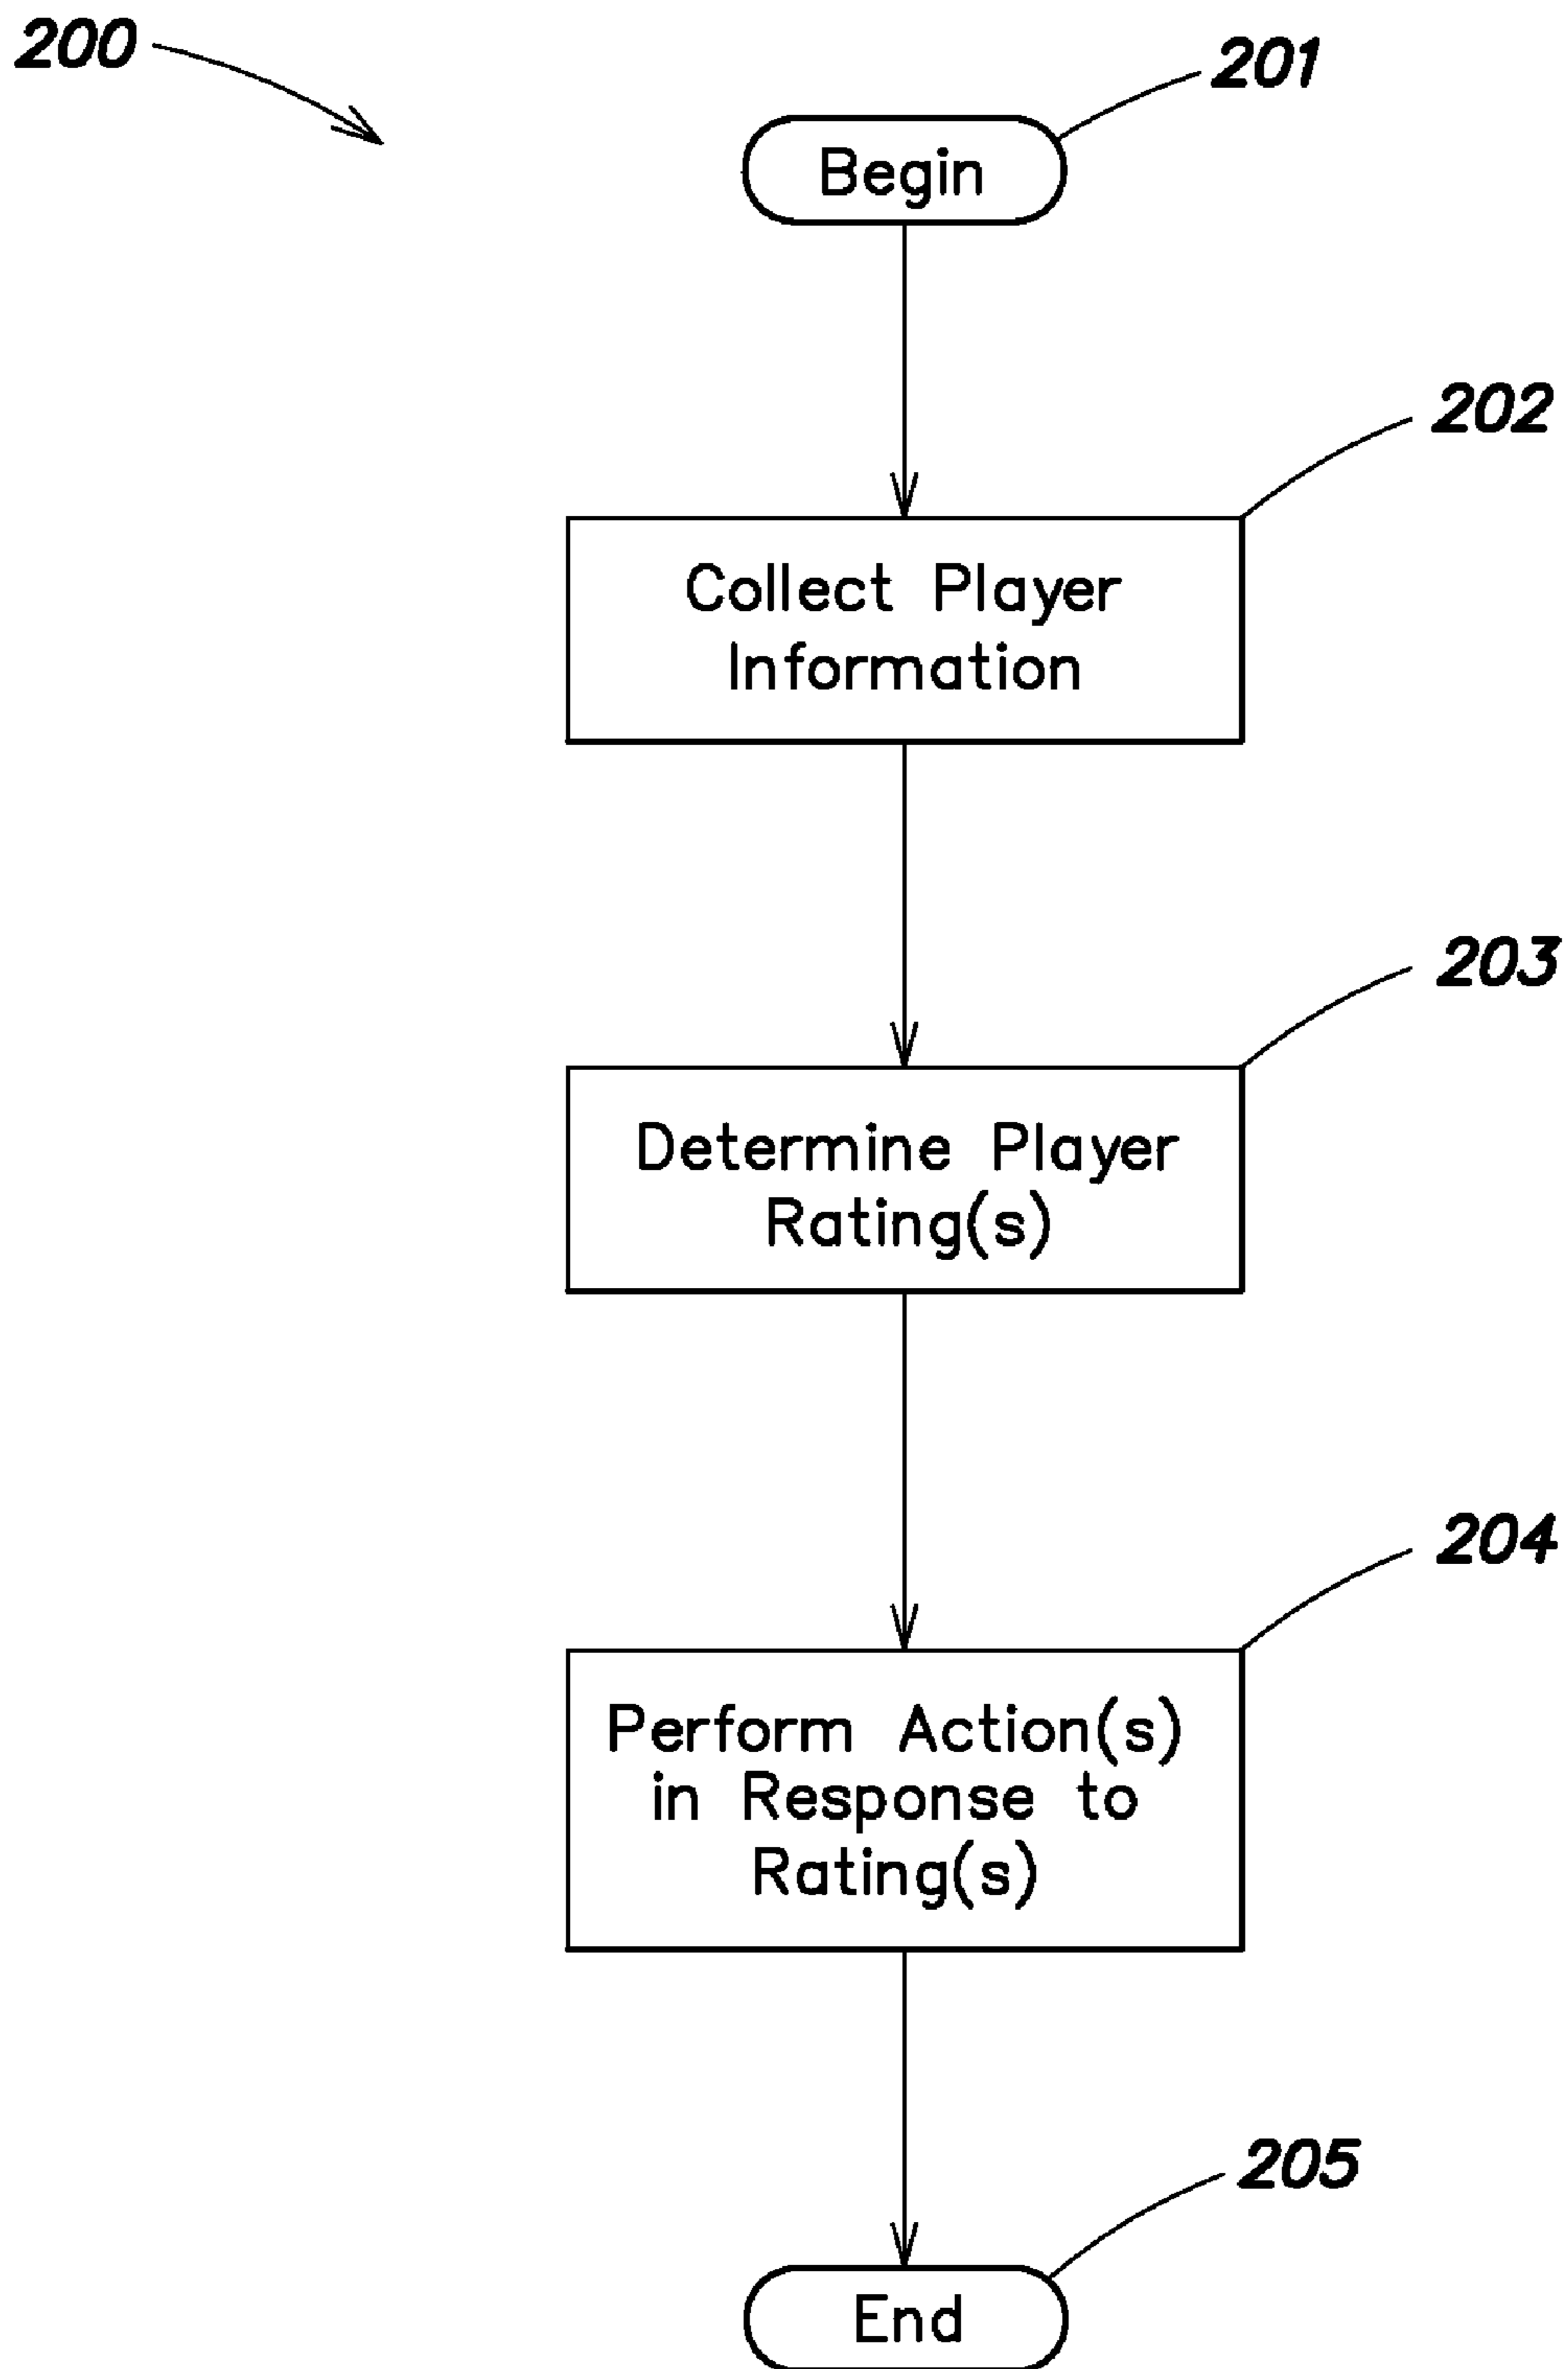 200
201
Begin
202
Collect Player
Information
203
Determine Player
Rating(s)
204
Perform Action(s)
in Response to
Rating(s)
205
End